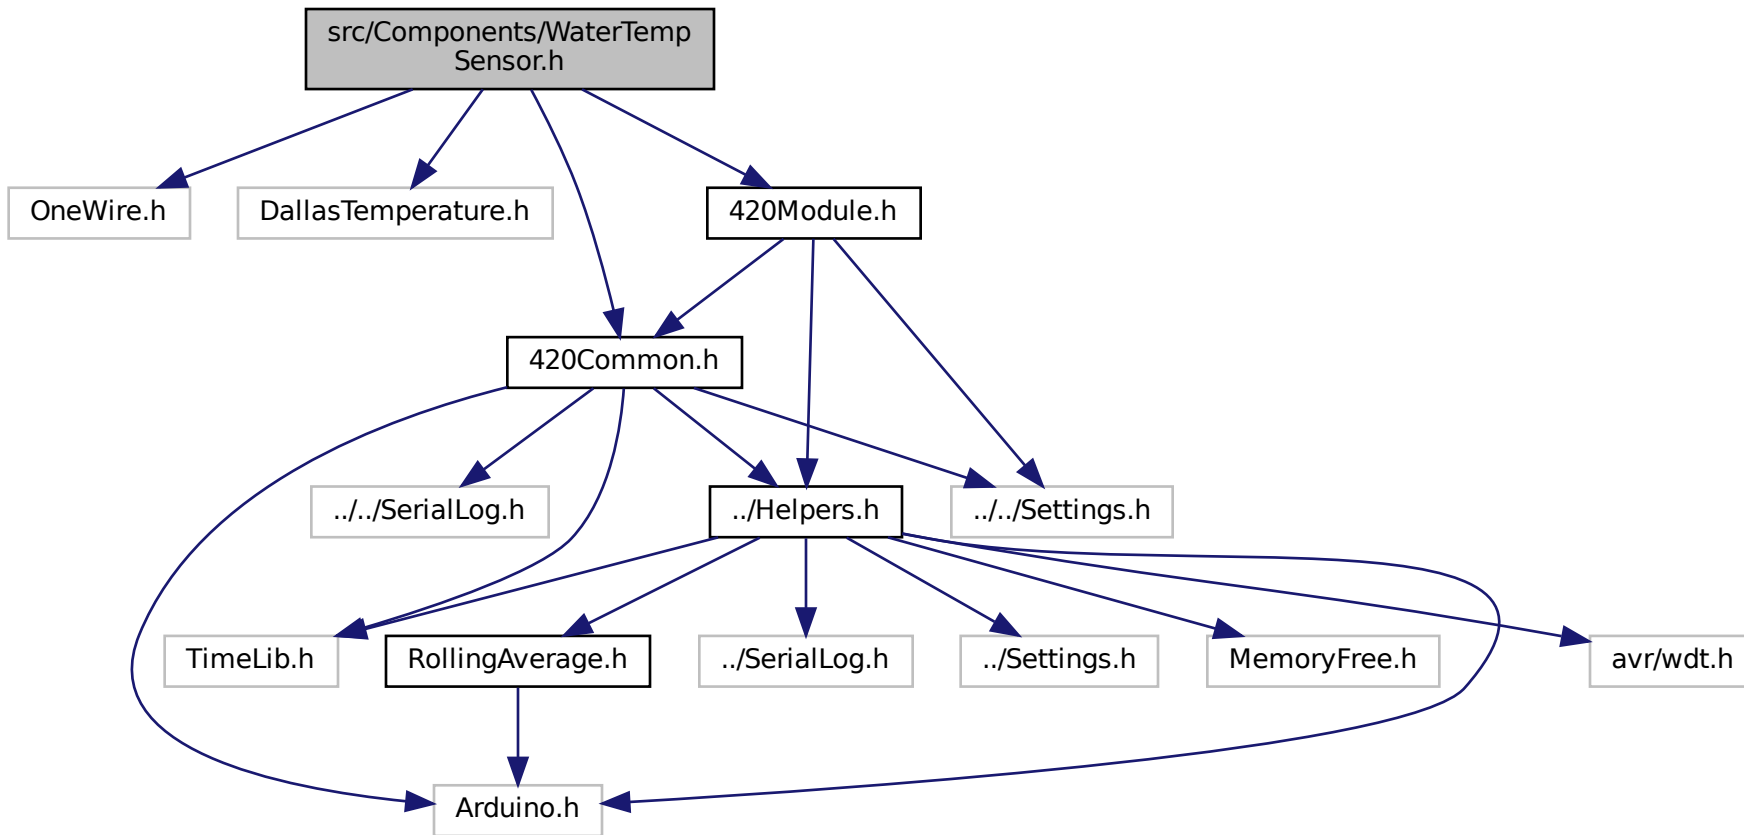 src/Components/WaterTemp
Sensor.h
OneWire.h
DallasTemperature.h
420Module.h
420Common.h
../../SerialLog.h
../Helpers.h
../../Settings.h
TimeLib.h
RollingAverage.h
../SerialLog.h
../Settings.h
MemoryFree.h
avr/wdt.h
Arduino.h